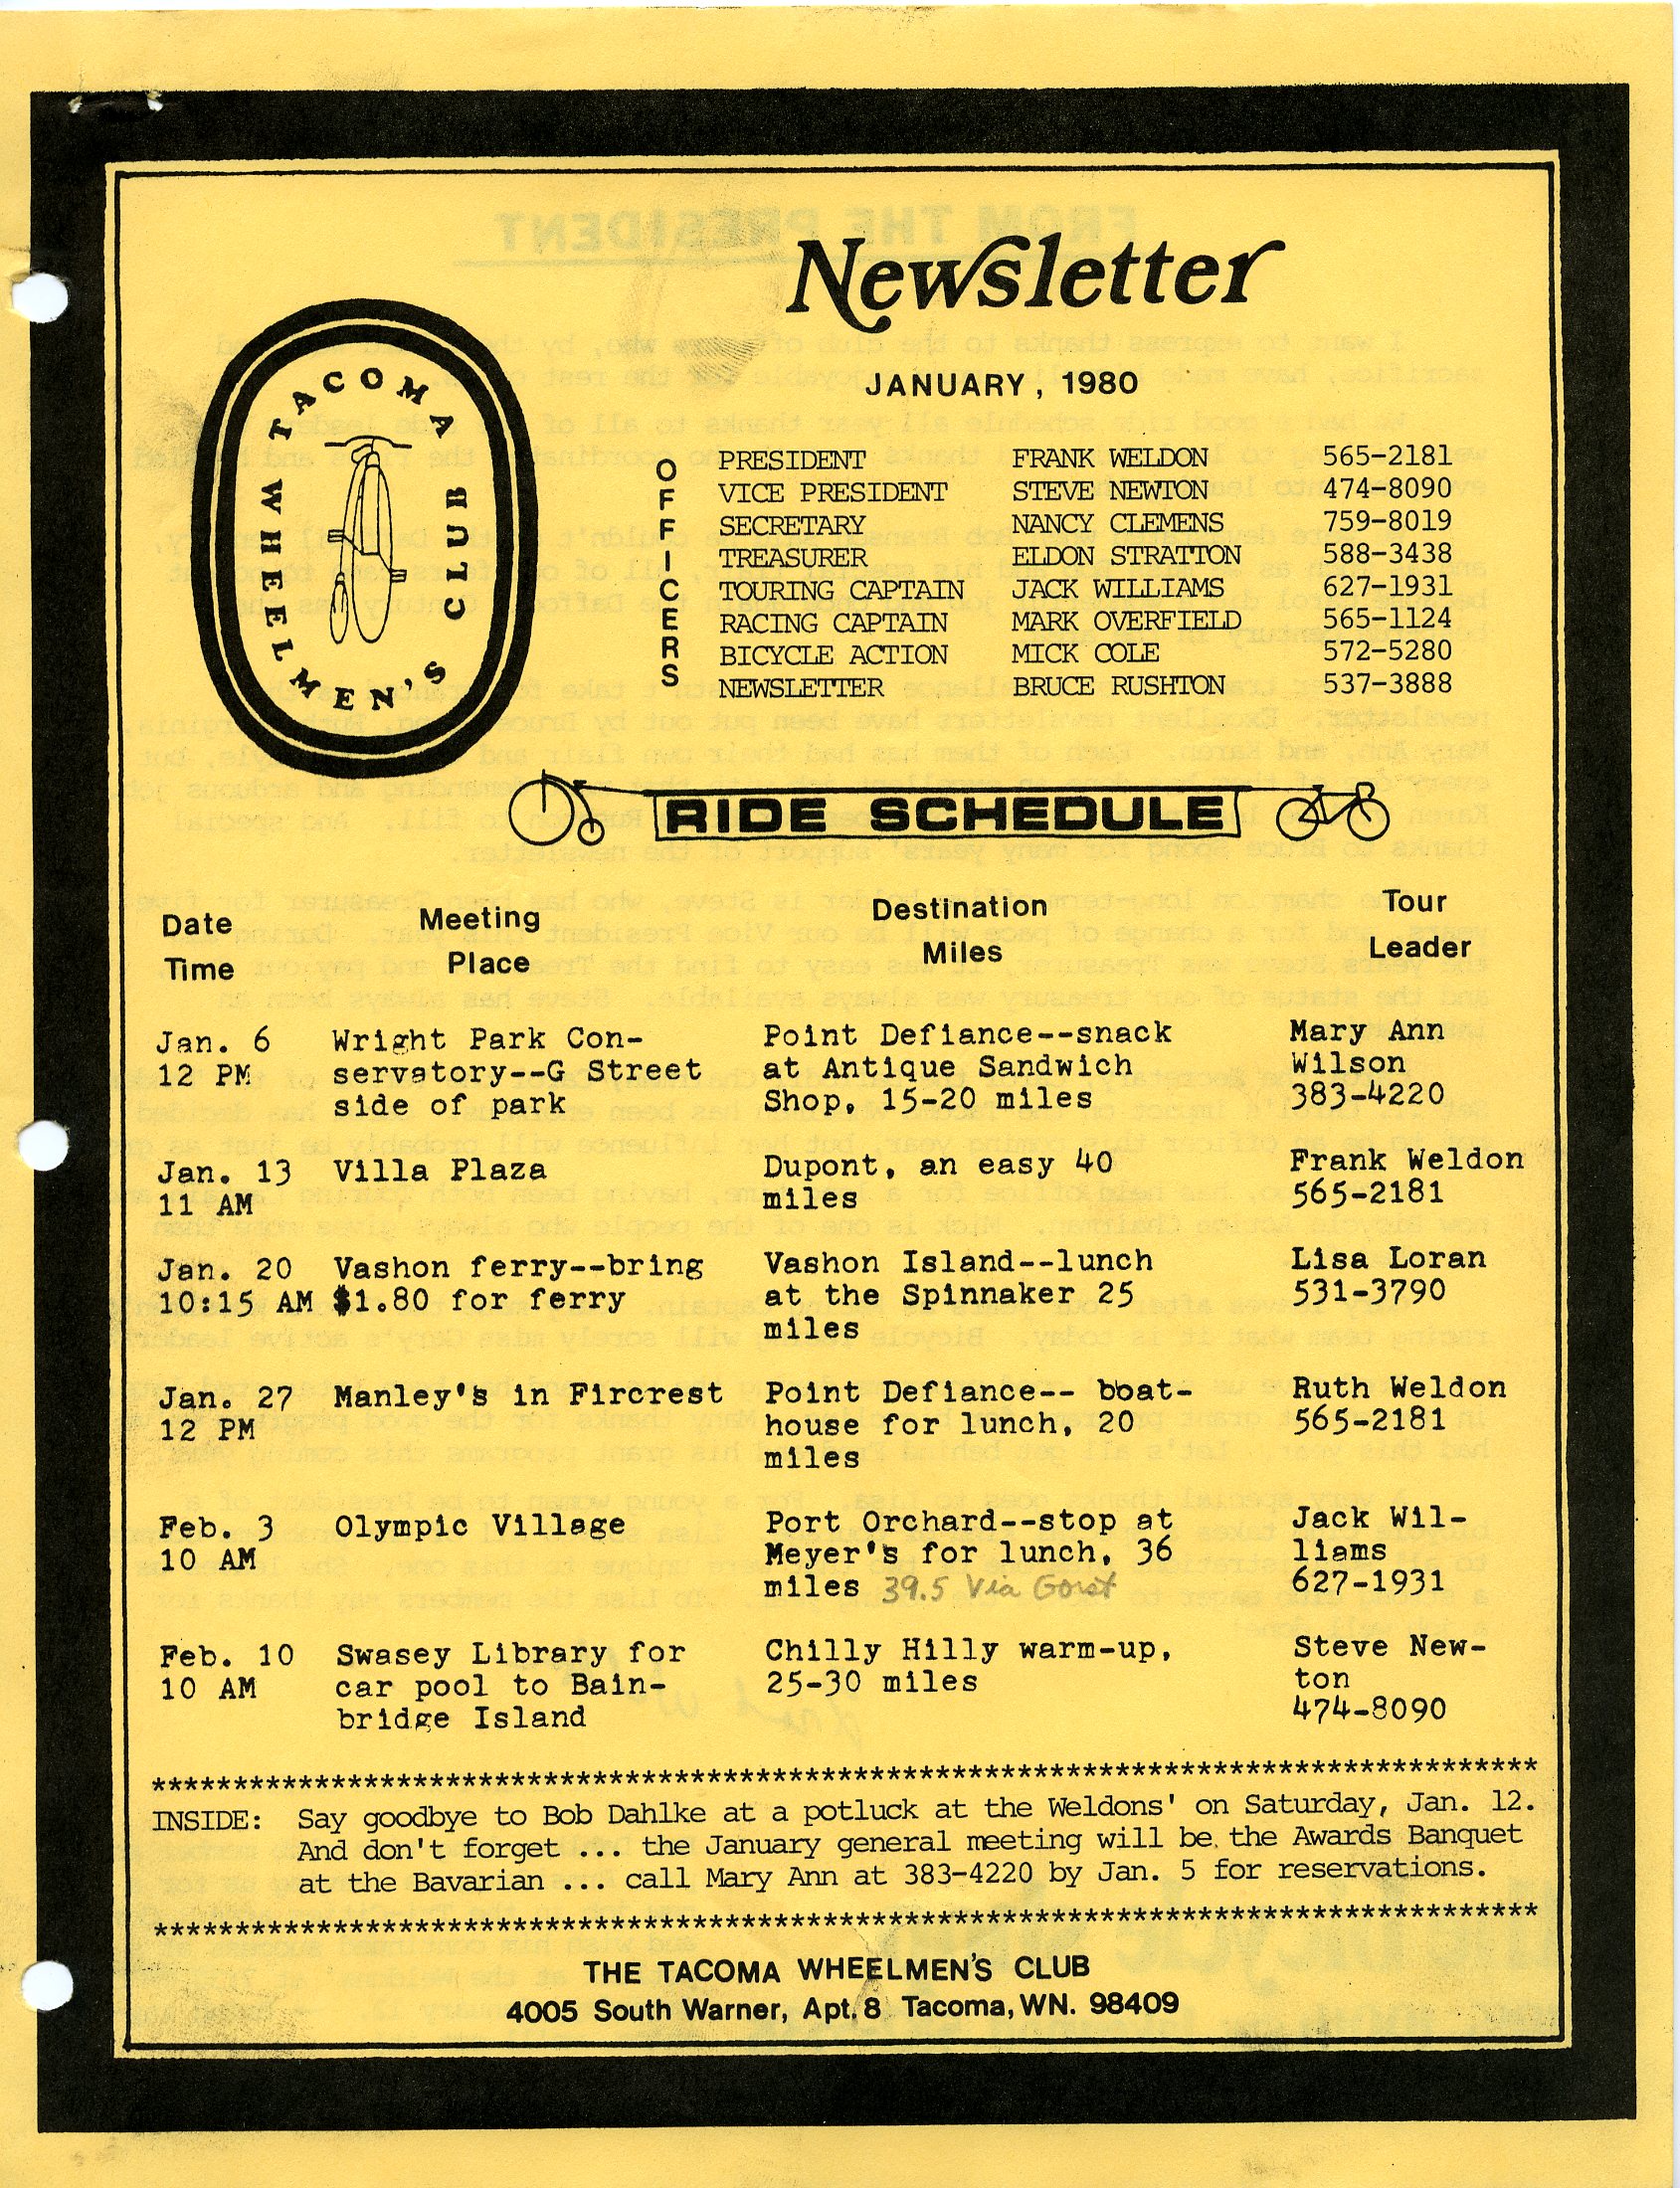 Newsletter
JANUARY, 1980
TACOMA WHEELMEN'S CLUB
OFFICERS
PRESIDENT FRANK WELDON 565-2181
VICE PRESIDENT STEVE NEWTON 474-8090
SECRETARY NANCY CLEMENS 759-8019
TREASURER ELDON STRATTON 588-3438
TOURING CAPTAIN JACK WILLIAMS 627-1931
RACING CAPTAIN MARK OVERFIELD 565-1124
BICYCLE ACTION MICK COLE 572-5280
NEWSLETTER BRUCE RUSHTON 537-3888
RIDE SCHEDULE
Date Meeting Destination Tour
Time Place Miles Leader
Jan. 6 Wright Park Con- Point Defiance--snack Mary Ann
12 PM servatory--G Street at Antique Sandwich Wilson
side of park Shop, 15-20 miles 383-4220
Jan. 13 Villa Plaza Dupont, an easy 40 Frank Weldon
11 AM miles 565-2181
Jan. 20 Vashon ferry--bring Vashon Island--lunch Lisa Loran
10:15 AM $1.80 for ferry at the Spinnaker 25 531-3790
miles
Jan. 27 Manley's in Fircrest Point Defiance-- boat- Ruth Weldon
12 PM house for lunch, 20 565-2181
miles
Feb. 3 Olympic Village Port Orchard--stop at Jack Wil-
10 AM Meyer's for lunch, 36 liams
miles 39.5 Via Gorst 627-1931
Feb. 10 Swasey Library for Chilly Hilly warm-up, Steve New-
10 AM car pool to Bain- 25-30 miles ton
bridge Island 474-8090
*************************************************************************************
INSIDE: Say goodbye to Bob Dahlke at a potluck at the Weldons' on Saturday, Jan. 12.
And don't forget ... the January general meeting will be the Awards Banquet
at the Bavarian ... call Mary Ann at 383-4220 by Jan. 5 for reservations.
*************************************************************************************
THE TACOMA WHEELMEN'S CLUB
4005 South Warner, Apt. 8 Tacoma, WN. 98409